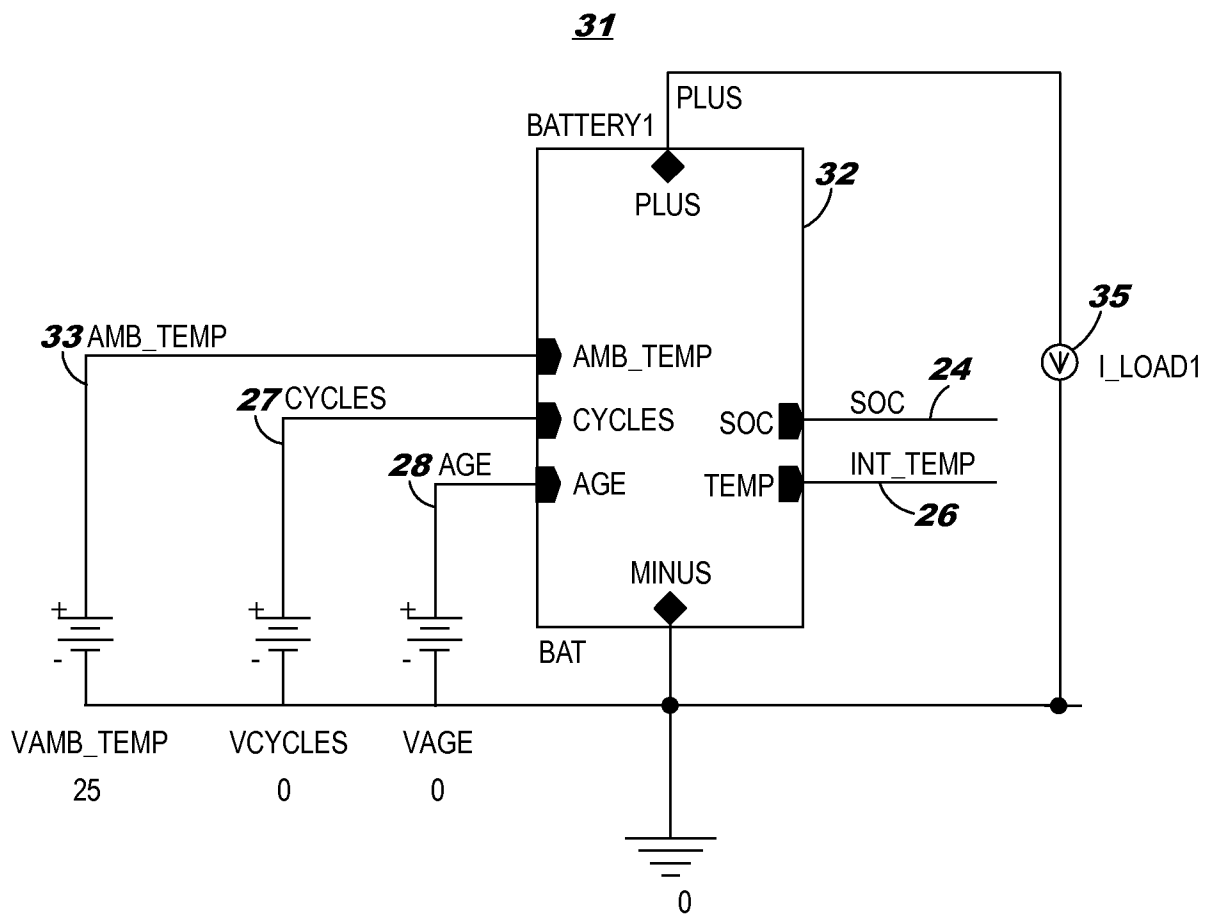 31
PLUS
BATTERY1
PLUS
32
33 AMB_TEMP
AMB_TEMP
35
I_LOAD1
27 CYCLES
CYCLES
SOC
SOC
24
28 AGE
AGE
TEMP
INT_TEMP
26
MINUS
+
+
+
-
-
-
BAT
VAMB_TEMP
VCYCLES
VAGE
25
0
0
0